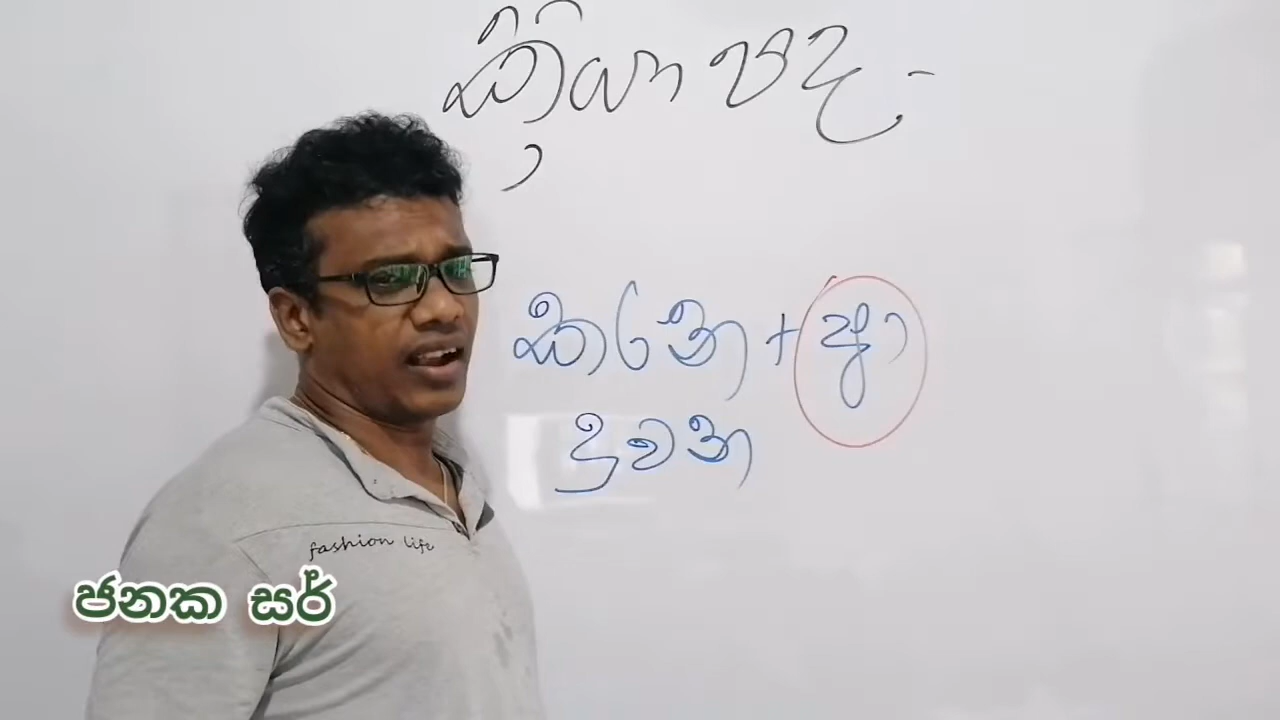 ක්‍රියා පද -
කරන + අා
දුවන
fashion life
ජනක සර්